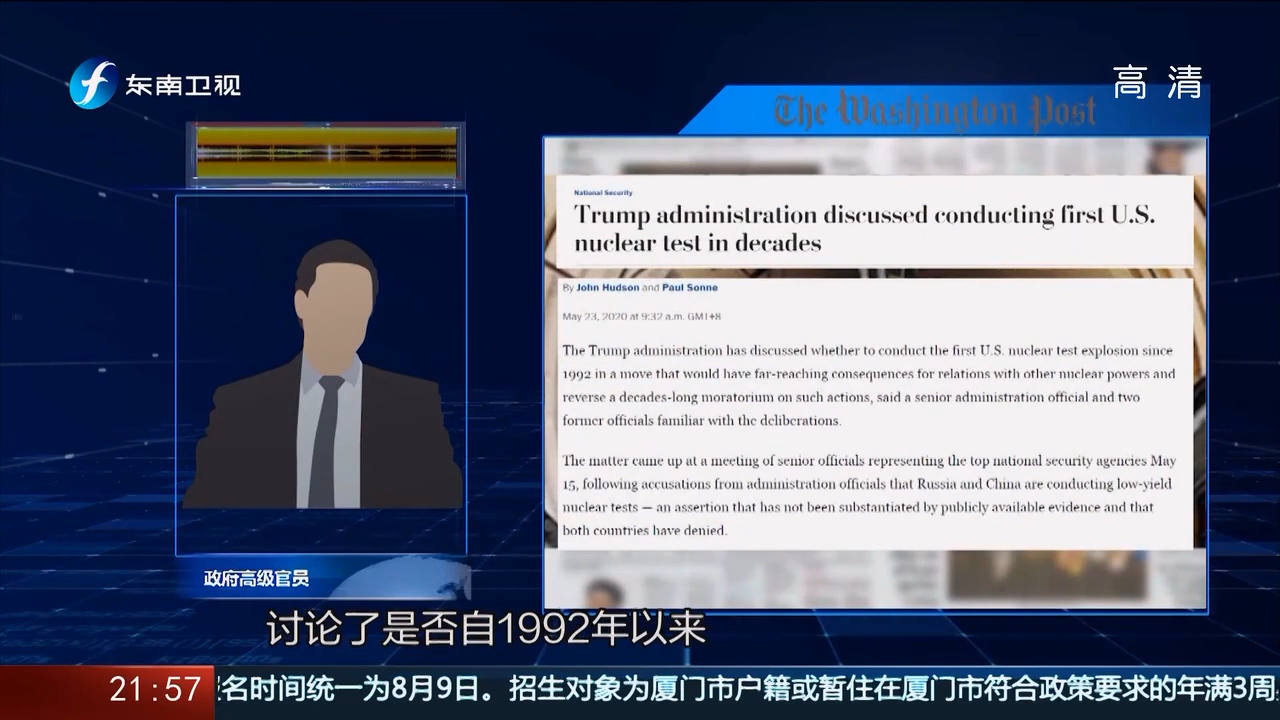 东南卫视
高清
The Washington Post
National Security
Trump administration discussed conducting first U.S.
nuclear test in decades
By John Hudson and Paul Sonne
May 23, 2020 at 9:32 a.m. GMT+8
The Trump administration has discussed whether to conduct the first U.S. nuclear test explosion since
1992 in a move that would have far-reaching consequences for relations with other nuclear powers and
reverse a decades-long moratorium on such actions, said a senior administration official and two
former officials familiar with the deliberations.
The matter came up at a meeting of senior officials representing the top national security agencies May
15, following accusations from administration officials that Russia and China are conducting low-yield
nuclear tests — an assertion that has not been substantiated by publicly available evidence and that
both countries have denied.
政府高级官员
讨论了是否自1992年以来
21:57
名时间统一为8月9日。招生对象为厦门市户籍或暂住在厦门市符合政策要求的年满3周